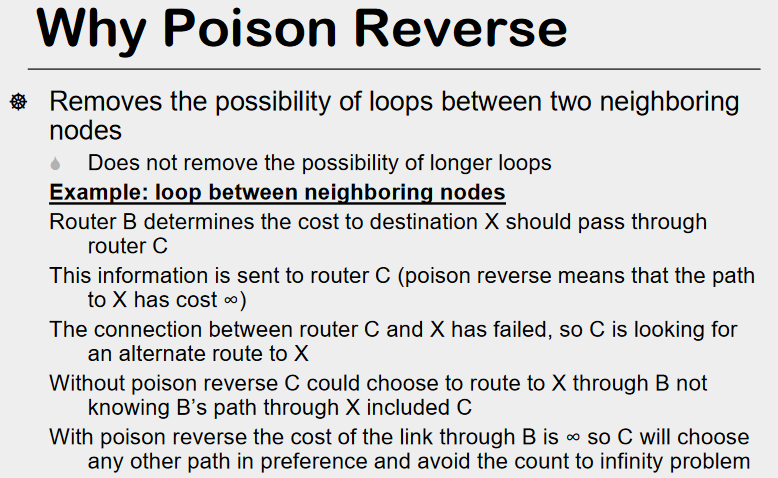 Why Poison Reverse
Removes the possibility of loops between two neighboring
nodes
Does not remove the possibility of longer loops
Example: loop between neighboring nodes
Router B determines the cost to destination X should pass through
router C
This information is sent to router C (poison reverse means that the path
to X has cost ∞)
The connection between router C and X has failed, so C is looking for
an alternate route to X
Without poison reverse C could choose to route to X through B not
knowing B's path through X included C
With poison reverse the cost of the link through B is ∞ so C will choose
any other path in preference and avoid the count to infinity problem